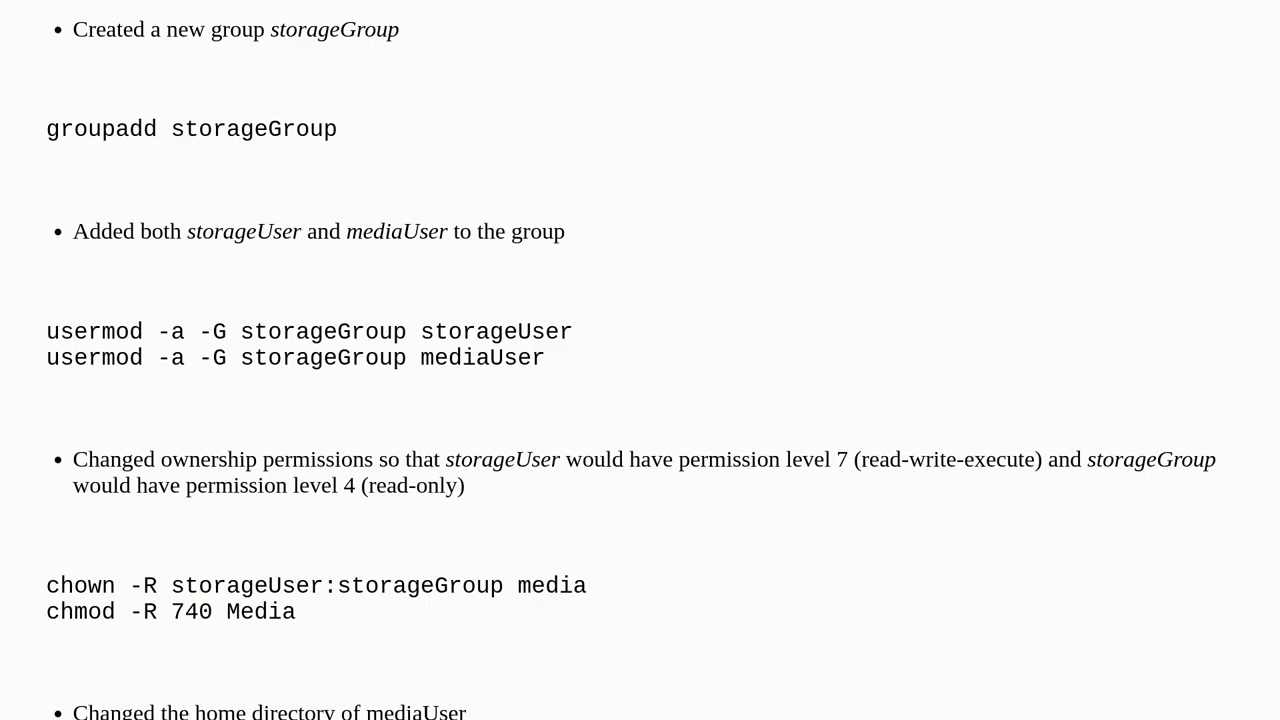 • Created a new group storageGroup
groupadd storageGroup
• Added both storageUser and mediaUser to the group
usermod -a -G storageGroup storageUser
usermod -a -G storageGroup mediaUser
• Changed ownership permissions so that storageUser would have permission level 7 (read-write-execute) and storageGroup
would have permission level 4 (read-only)
chown -R storageUser:storageGroup media
chmod -R 740 Media
• Changed the home directory of mediaUser